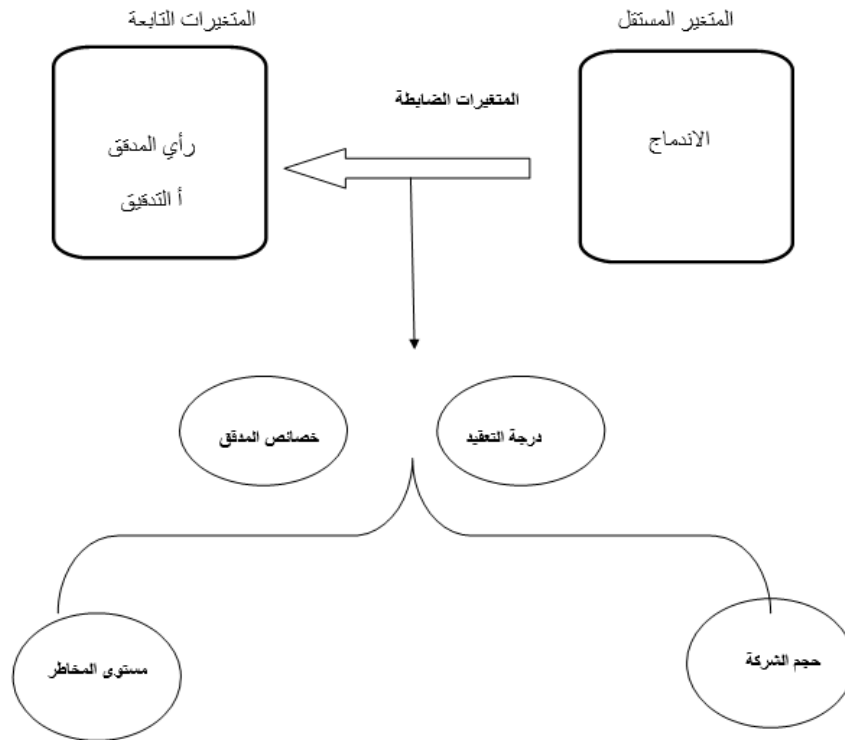 المتغير المستقل
المتغيرات التابعة
المتغيرات الضابطة
الاندماج
رأي المدقق
أ التدقيق
درجة التعقيد
خصائص المدقق
حجم الشركة
مستوى المخاطر